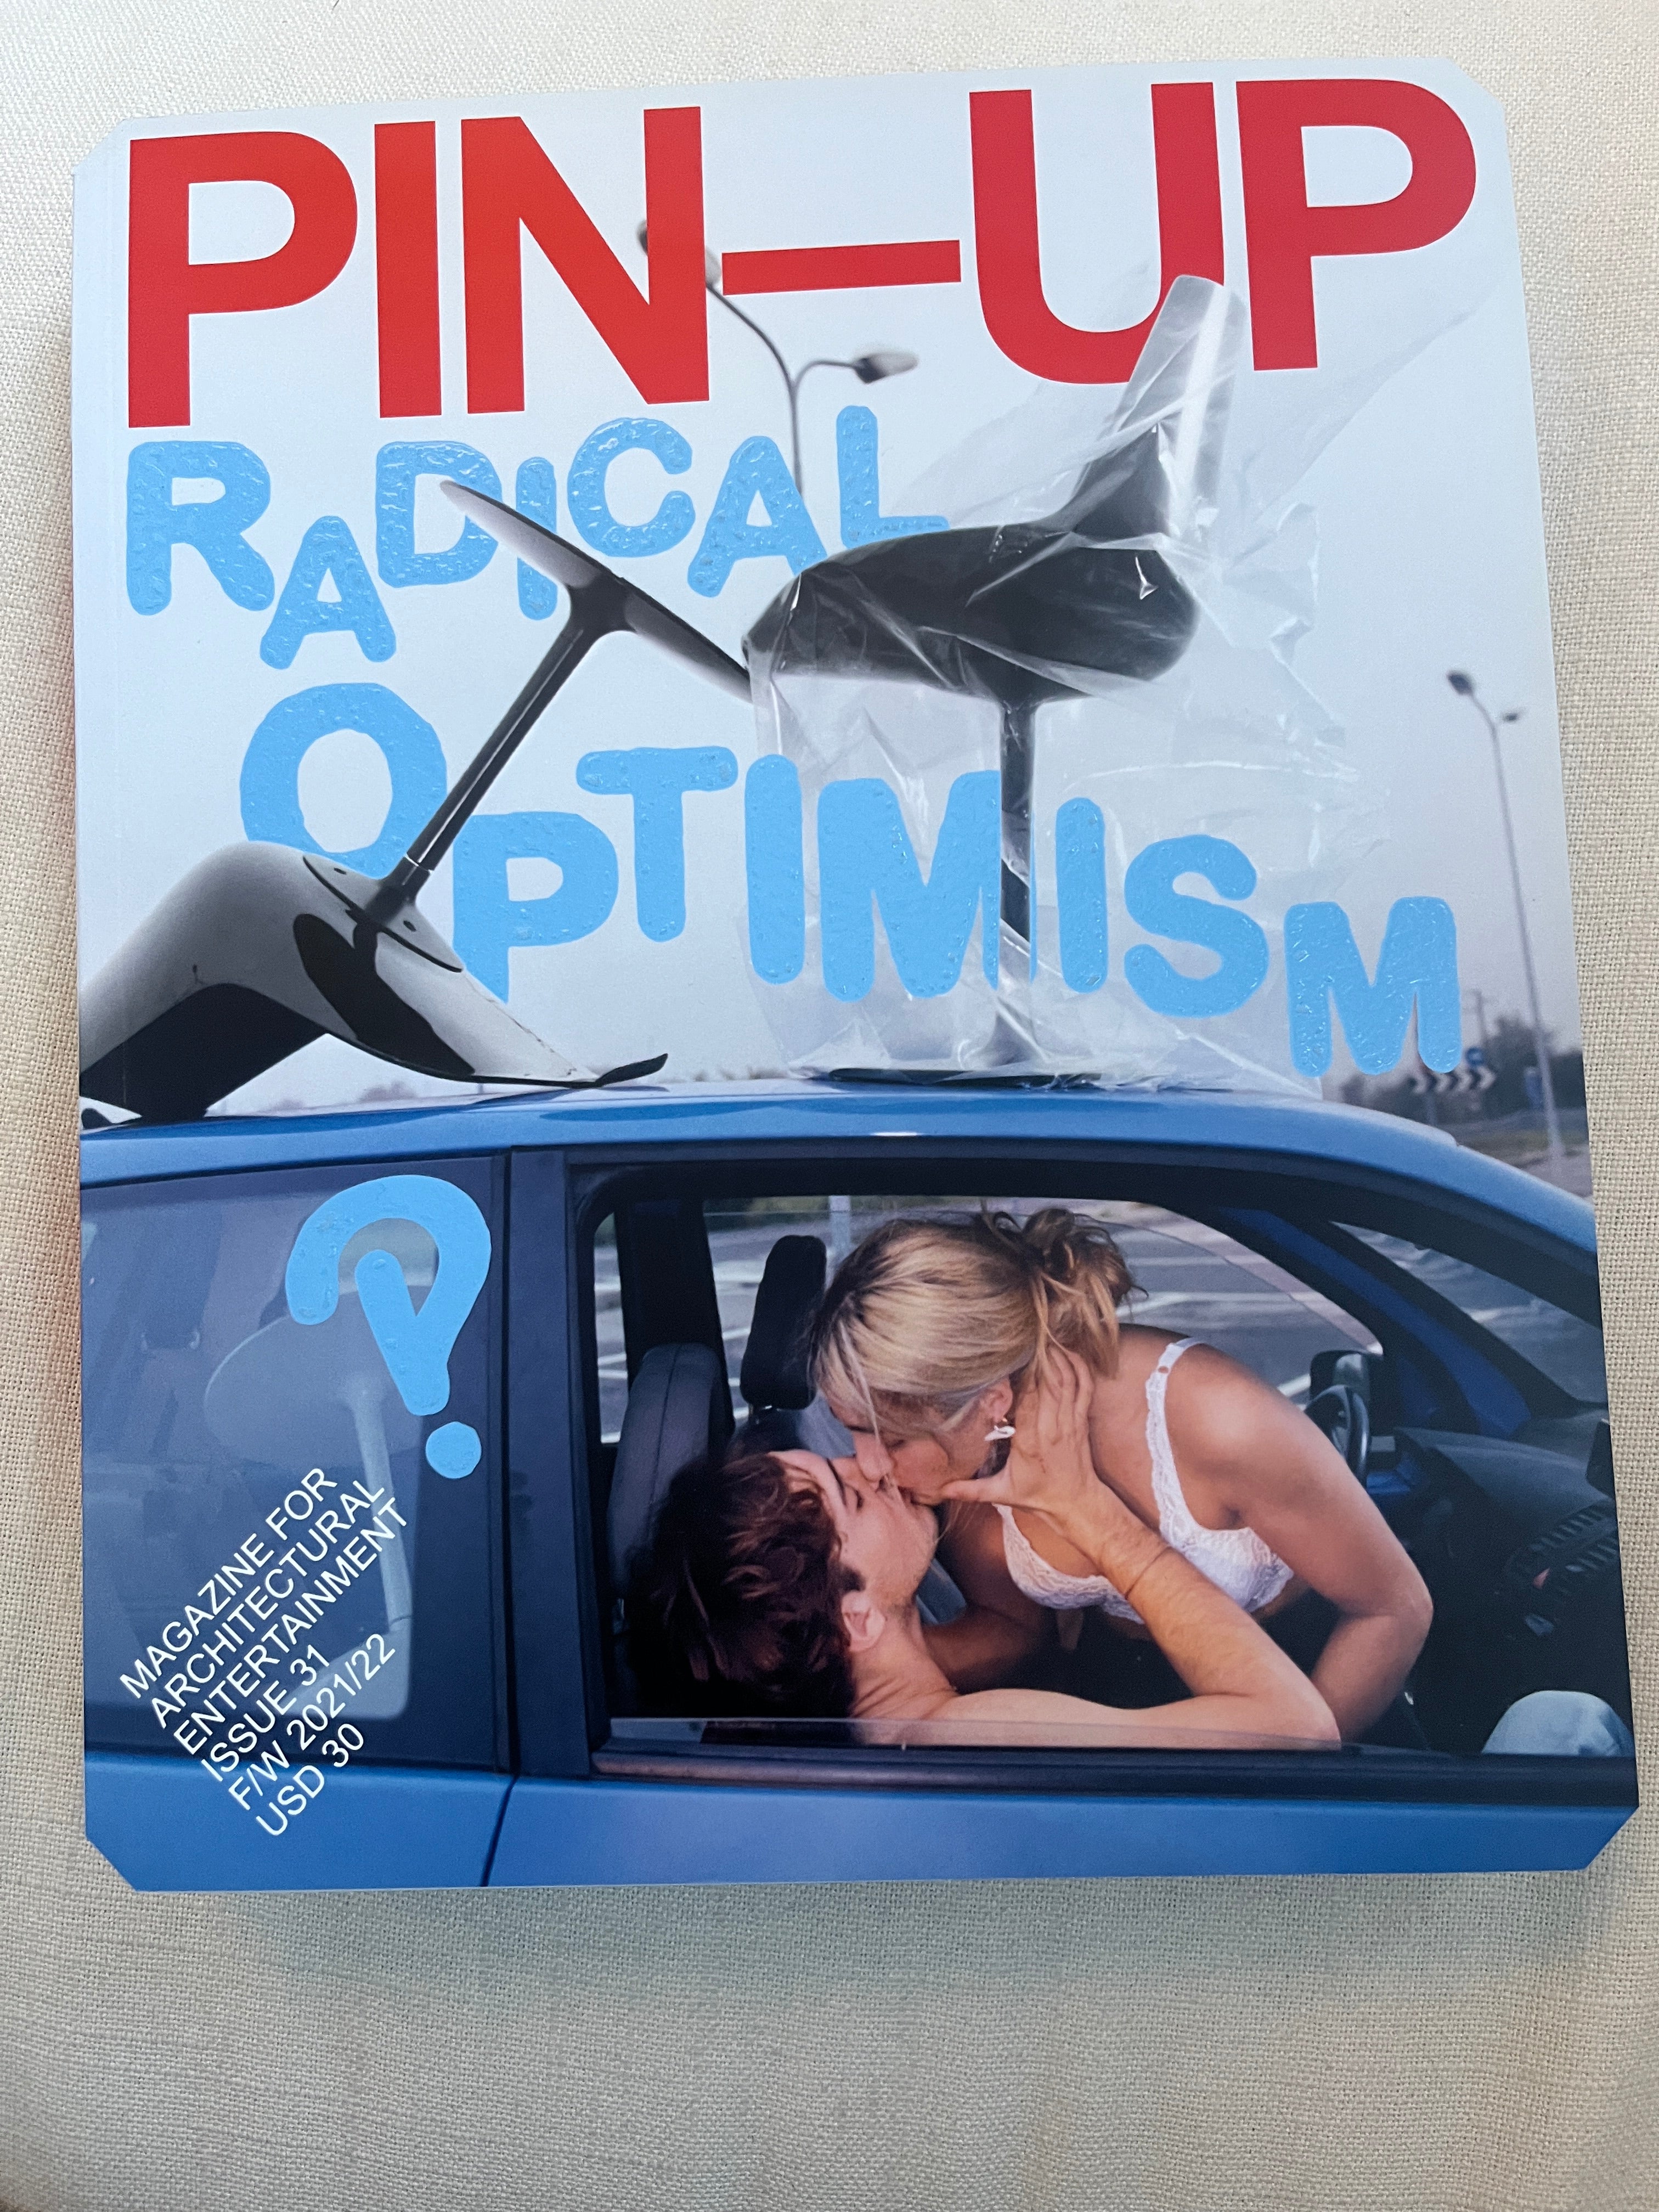 PIN—UP
RADICAL
OPTIMISM
?
MAGAZINE FOR
ARCHITECTURAL
ENTERTAINMENT
ISSUE 31
F/W 2021/22
USD 30